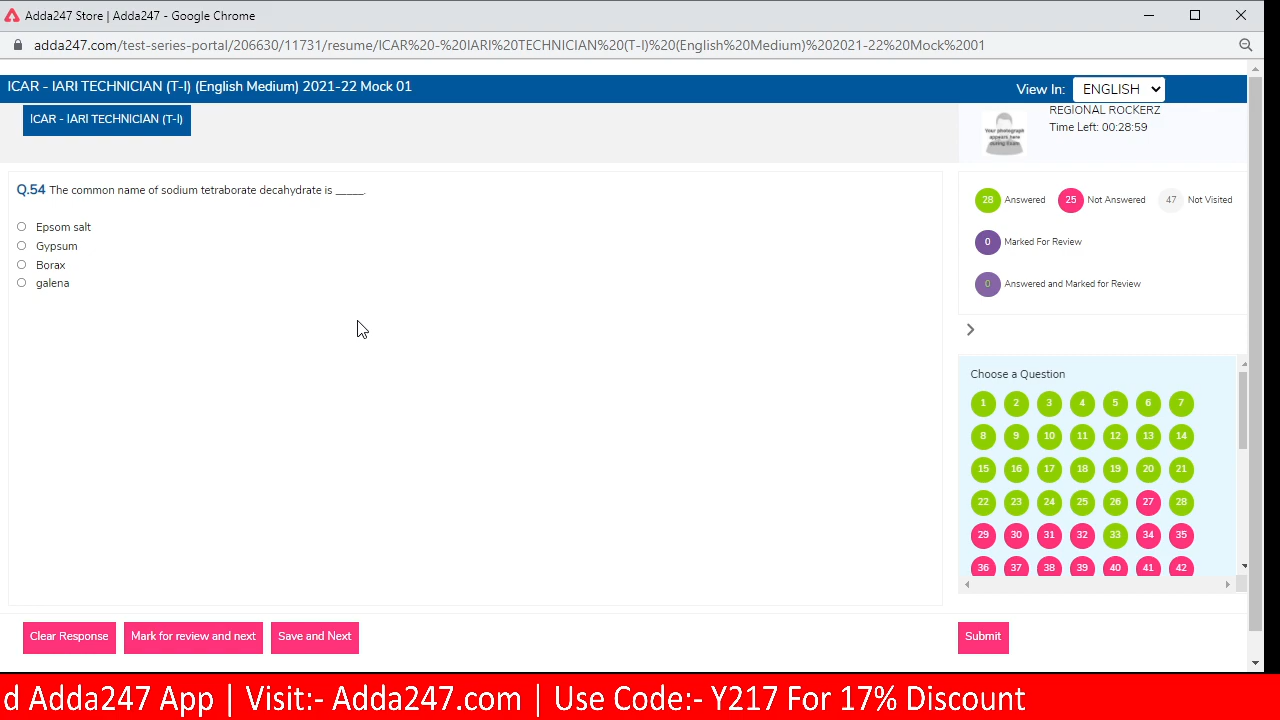 Adda247 Store | Adda247 - Google Chrome
adda247.com/test-series-portal/206630/11731/resume/ICAR%20-%20IARI%20TECHNICIAN%20(T-I)%20(English%20Medium)%202021-22%20Mock%2001
ICAR - IARI TECHNICIAN (T-I) (English Medium) 2021-22 Mock 01
View In: ENGLISH
ICAR - IARI TECHNICIAN (T-I)
Your photograph
appears here
during Exam
REGIONAL ROCKERZ
Time Left: 00:28:59
Q.54 The common name of sodium tetraborate decahydrate is _____.
Epsom salt
Gypsum
Borax
galena
28 Answered 25 Not Answered 47 Not Visited
0 Marked For Review
0 Answered and Marked for Review
Choose a Question
1 2 3 4 5 6 7
8 9 10 11 12 13 14
15 16 17 18 19 20 21
22 23 24 25 26 27 28
29 30 31 32 33 34 35
36 37 38 39 40 41 42
Clear Response Mark for review and next Save and Next Submit
d Adda247 App | Visit:- Adda247.com | Use Code:- Y217 For 17% Discount